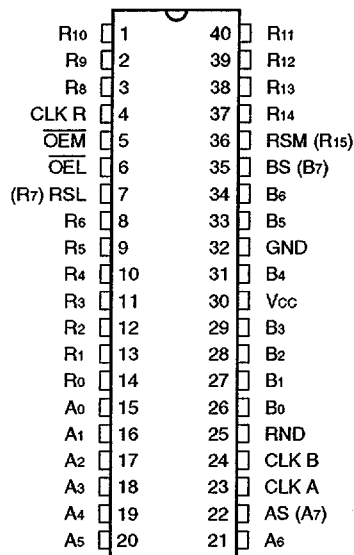 R10 1 40 R11
R9 2 39 R12
R8 3 38 R13
CLK R 4 37 R14
OEM 5 36 RSM (R15)
OEL 6 35 BS (B7)
(R7) RSL 7 34 B6
R6 8 33 B5
R5 9 32 GND
R4 10 31 B4
R3 11 30 VCC
R2 12 29 B3
R1 13 28 B2
R0 14 27 B1
A0 15 26 B0
A1 16 25 RND
A2 17 24 CLK B
A3 18 23 CLK A
A4 19 22 AS (A7)
A5 20 21 A6